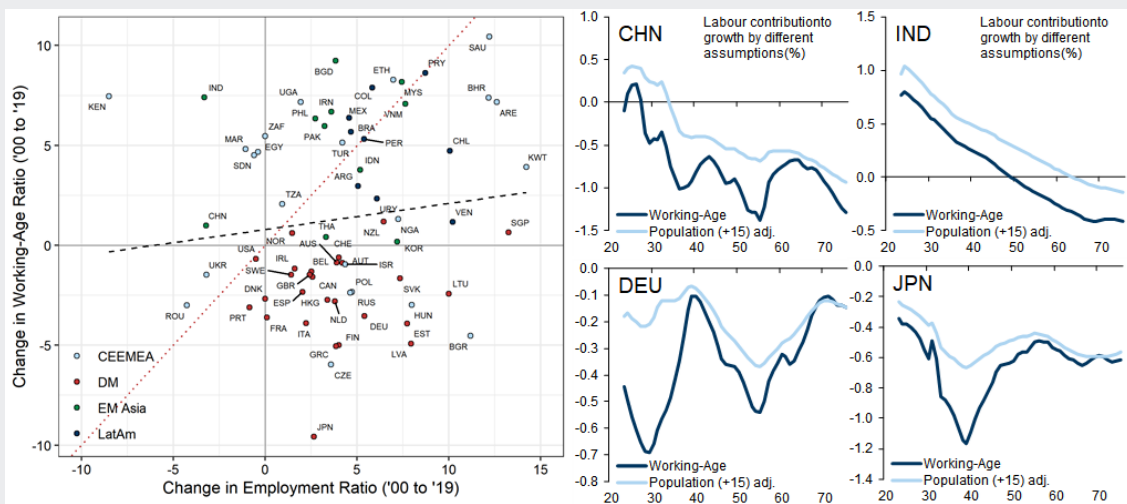 Change in Working-Age Ratio ('00 to '19)
10
5
0
-5
-10
SAU
PRY
BGD
ETH
MYS
BHR
ARE
KEN
IND
UGA
COL
VNM
IRN
PHL
MEX
BRA
ZAF
PAK
PER
CHL
MAR
EGY
TUR
SDN
IDN
KWT
ARG
TZA
URY
VEN
CHN
NGA
SGP
THA
NZL
NOR
AUS
CHE
KOR
USA
IRL
BEL
AUT
ISR
UKR
SWE
GBR
POL
SVK
LTU
DNK
ESP
HKG
CAN
RUS
ROU
PRT
FRA
ITA
NLD
DEU
HUN
EST
FIN
BGR
GRC
LVA
CZE
JPN
CEEMEA
DM
EM Asia
LatAm
-10
-5
0
5
10
15
Change in Employment Ratio ('00 to '19)
CHN
Labour contributionto
growth by different
assumptions(%)
1.0
0.5
0.0
-0.5
-1.0
-1.5
Working-Age
Population (+15) adj.
20 30 40 50 60 70
IND
Labour contributionto
growth by different
assumptions(%)
1.5
1.0
0.5
0.0
-0.5
Working-Age
Population (+15) adj.
20 30 40 50 60 70
DEU
0.0
-0.1
-0.2
-0.3
-0.4
-0.5
-0.6
-0.7
-0.8
Working-Age
Population (+15) adj.
20 30 40 50 60 70
JPN
0.0
-0.2
-0.4
-0.6
-0.8
-1.0
-1.2
-1.4
Working-Age
Population (+15) adj.
20 30 40 50 60 70